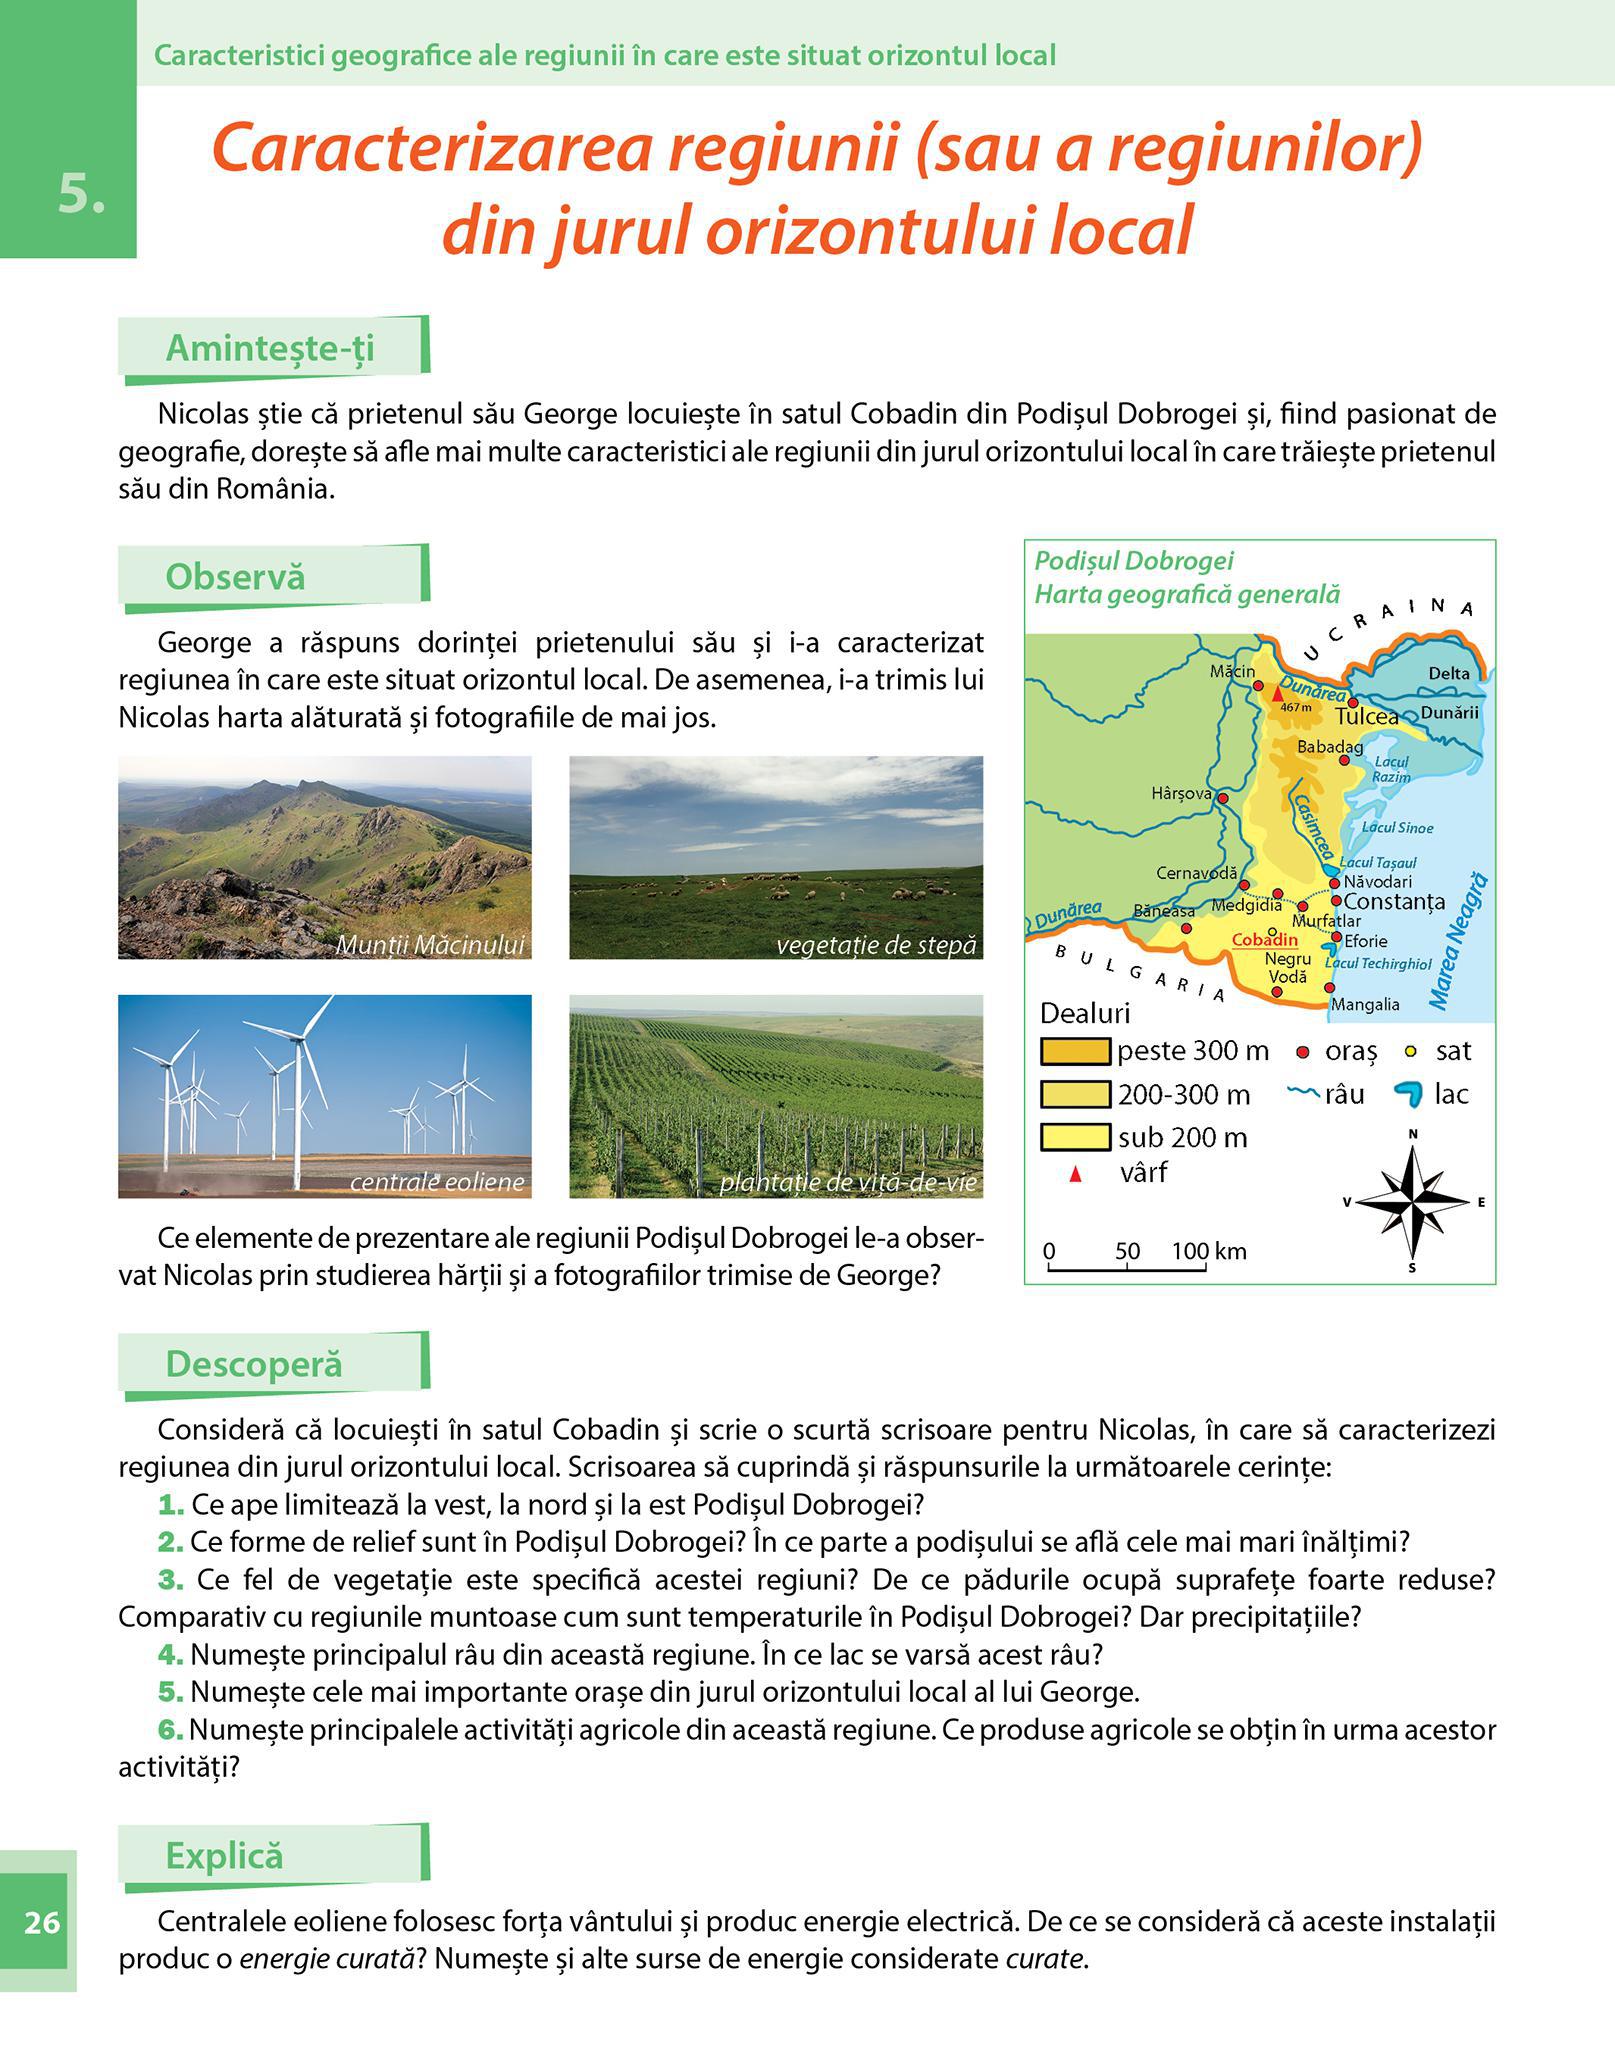 Caracteristici geografice ale regiunii în care este situat orizontul local
5.
Caracterizarea regiunii (sau a regiunilor)
din jurul orizontului local
Amintește-ți
Nicolas știe că prietenul său George locuiește în satul Cobadin din Podișul Dobrogei și, fiind pasionat de
geografie, dorește să afle mai multe caracteristici ale regiunii din jurul orizontului local în care trăiește prietenul
său din România.
Observă
George a răspuns dorinței prietenului său și i-a caracterizat
regiunea în care este situat orizontul local. De asemenea, i-a trimis lui
Nicolas harta alăturată și fotografiile de mai jos.
Munții Măcinului
vegetație de stepă
centrale eoliene
plantație de viță-de-vie
Ce elemente de prezentare ale regiunii Podișul Dobrogei le-a obser-
vat Nicolas prin studierea hărții și a fotografiilor trimise de George?
Podișul Dobrogei
Harta geografică generală
UCRAINA
Măcin
Dunărea
467 m
Tulcea
Delta
Dunării
Babadag
Lacul
Razim
Hârșova
Casimcea
Lacul Sinoe
Lacul Tașaul
Cernavodă
Năvodari
Constanța
Medgidia
Murfatlar
Dunărea
Băneasa
Cobadin
Eforie
Lacul Techirghiol
Negru
Vodă
Mangalia
Marea Neagră
BULGARIA
Dealuri
peste 300 m
oraș
sat
200-300 m
râu
lac
sub 200 m
vârf
N
V
E
S
0 50 100 km
Descoperă
Consideră că locuiești în satul Cobadin și scrie o scurtă scrisoare pentru Nicolas, în care să caracterizezi
regiunea din jurul orizontului local. Scrisoarea să cuprindă și răspunsurile la următoarele cerințe:
1. Ce ape limitează la vest, la nord și la est Podișul Dobrogei?
2. Ce forme de relief sunt în Podișul Dobrogei? În ce parte a podișului se află cele mai mari înălțimi?
3. Ce fel de vegetație este specifică acestei regiuni? De ce pădurile ocupă suprafețe foarte reduse?
Comparativ cu regiunile muntoase cum sunt temperaturile în Podișul Dobrogei? Dar precipitațiile?
4. Numește principalul râu din această regiune. În ce lac se varsă acest râu?
5. Numește cele mai importante orașe din jurul orizontului local al lui George.
6. Numește principalele activități agricole din această regiune. Ce produse agricole se obțin în urma acestor
activități?
Explică
Centralele eoliene folosesc forța vântului și produc energie electrică. De ce se consideră că aceste instalații
produc o energie curată? Numește și alte surse de energie considerate curate.
26